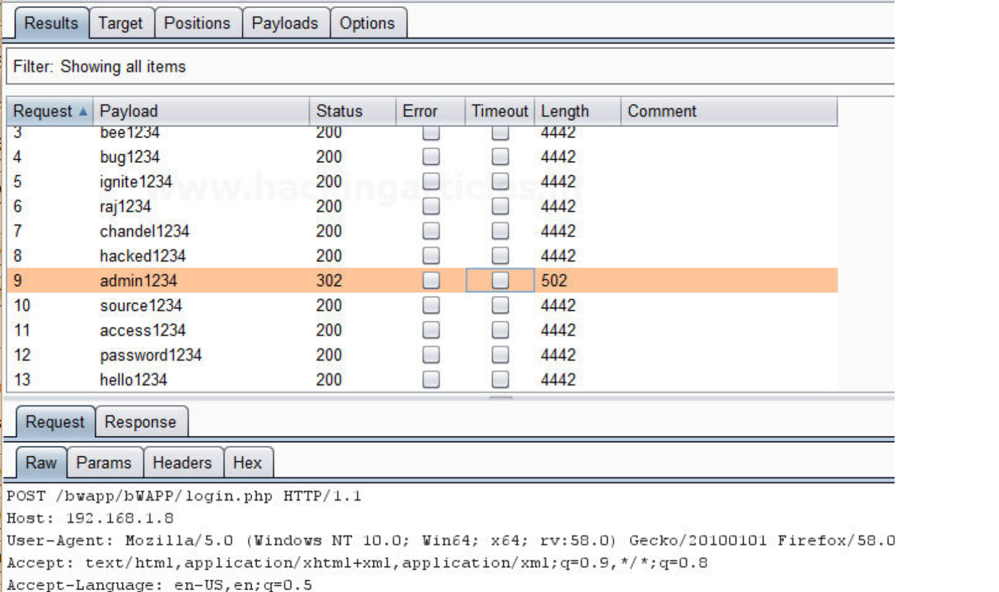 Results Target Positions Payloads Options
Filter: Showing all items
Request Payload Status Error Timeout Length Comment
3 bee1234 200 4442
4 bug1234 200 4442
5 ignite1234 200 4442
www.hackingarticles.in
6 raj1234 200 4442
7 chandel1234 200 4442
8 hacked1234 200 4442
9 admin1234 302 502
10 source1234 200 4442
11 access1234 200 4442
12 password1234 200 4442
13 hello1234 200 4442
Request Response
Raw Params Headers Hex
POST /bwapp/bWAPP/login.php HTTP/1.1
Host: 192.168.1.8
User-Agent: Mozilla/5.0 (Windows NT 10.0; Win64; x64; rv:58.0) Gecko/20100101 Firefox/58.0
Accept: text/html,application/xhtml+xml,application/xml;q=0.9,*/*;q=0.8
Accept-Language: en-US,en;q=0.5